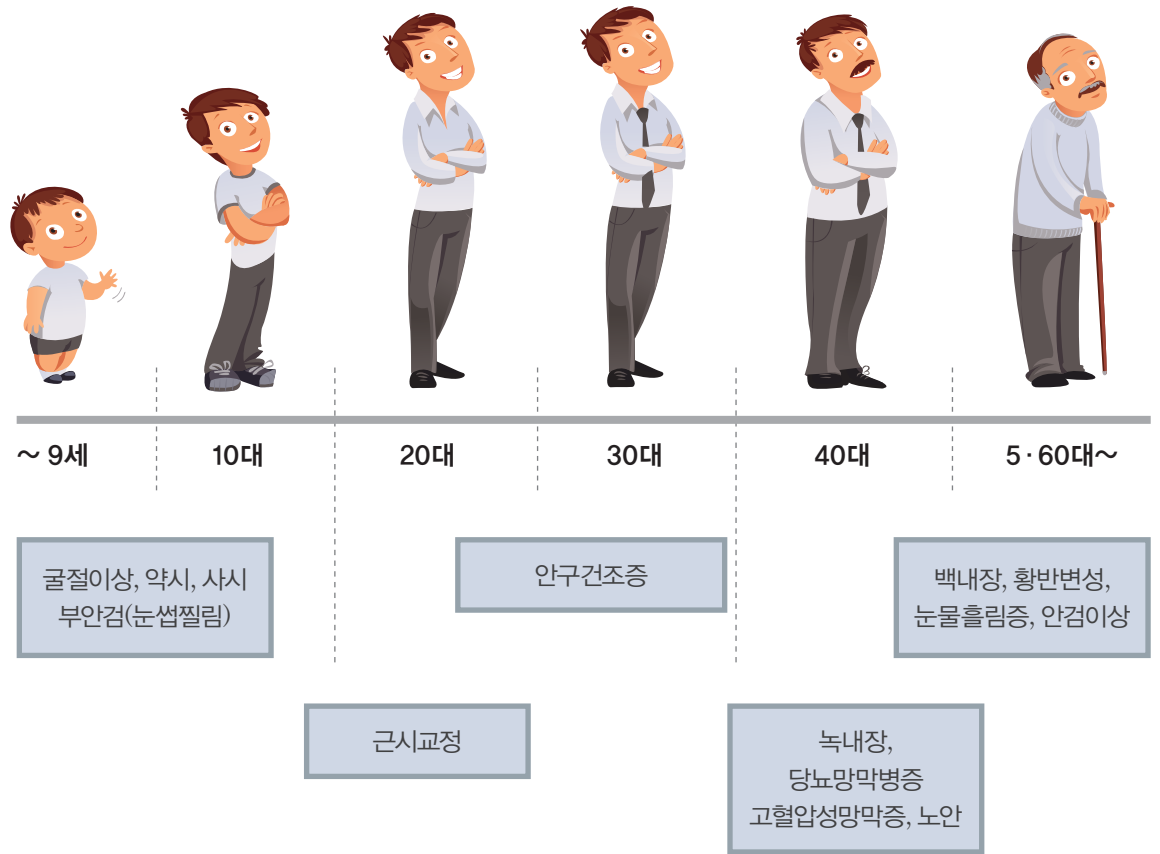 ~ 9세
10대
20대
30대
40대
5·60대~
굴절이상, 약시, 사시
부안검(눈썹찔림)
안구건조증
백내장, 황반변성,
눈물흘림증, 안검이상
근시교정
녹내장,
당뇨망막병증
고혈압성망막증, 노안